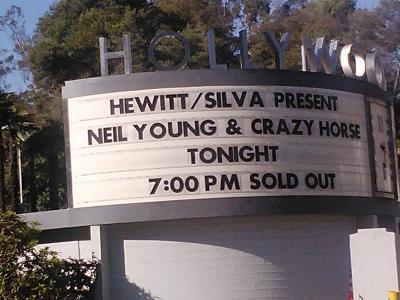 HOLLYWOO
HEWITT/SILVA PRESENT
NEIL YOUNG & CRAZY HORSE
TONIGHT
7:00 PM SOLD OUT